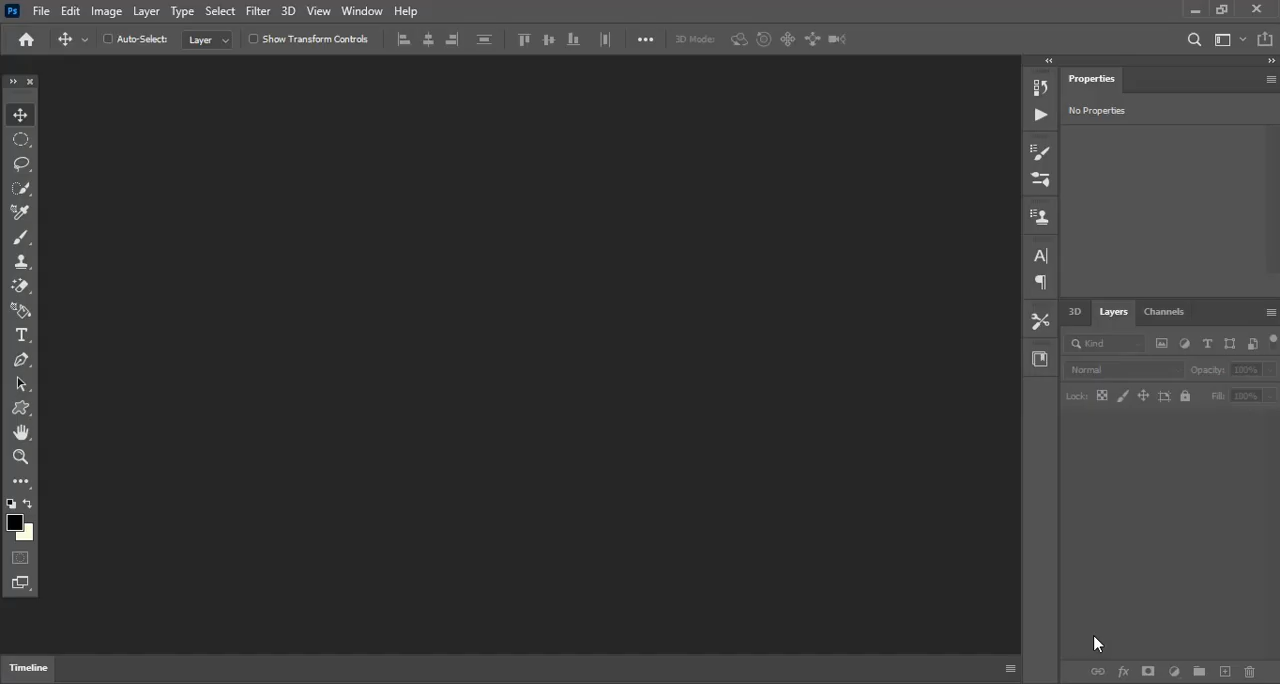 Ps File Edit Image Layer Type Select Filter 3D View Window Help
Auto-Select: Layer Show Transform Controls 3D Mode:
Properties
No Properties
3D Layers Channels
Kind
Normal Opacity: 100%
Lock: Fill: 100%
Timeline